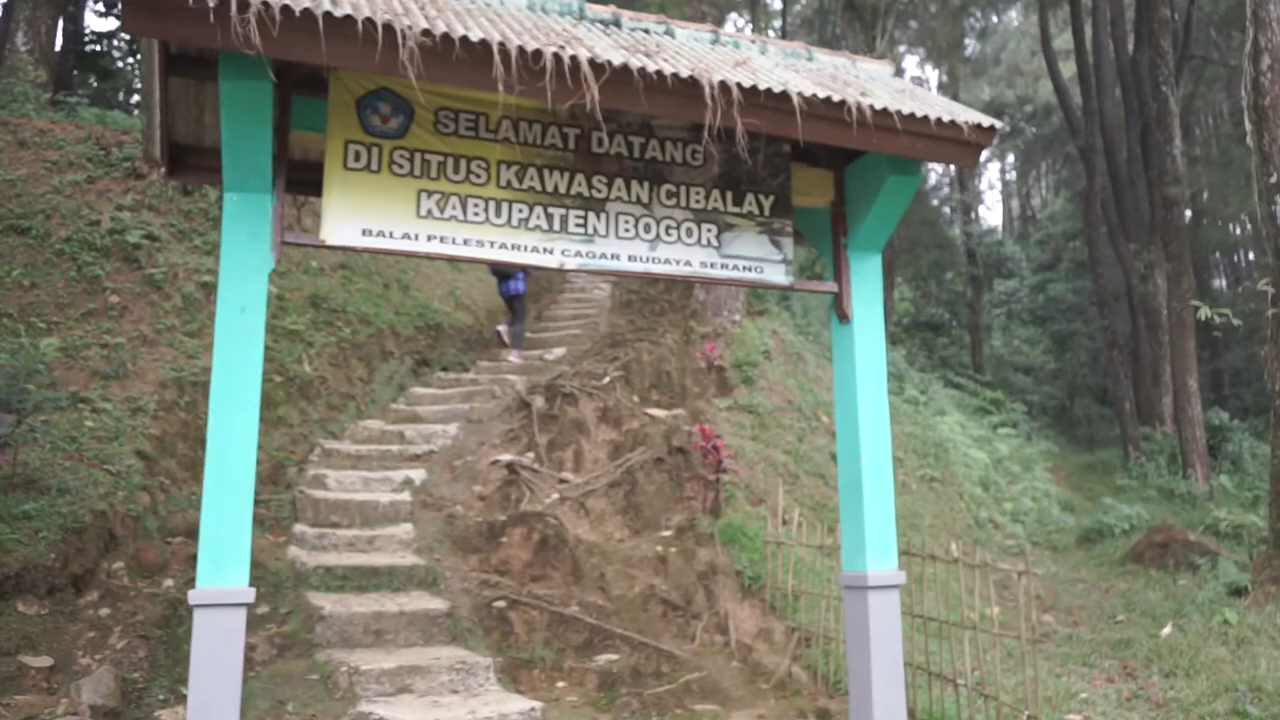 SELAMAT DATANG
DI SITUS KAWASAN CIBALAY
KABUPATEN BOGOR
BALAI PELESTARIAN CAGAR BUDAYA SERANG